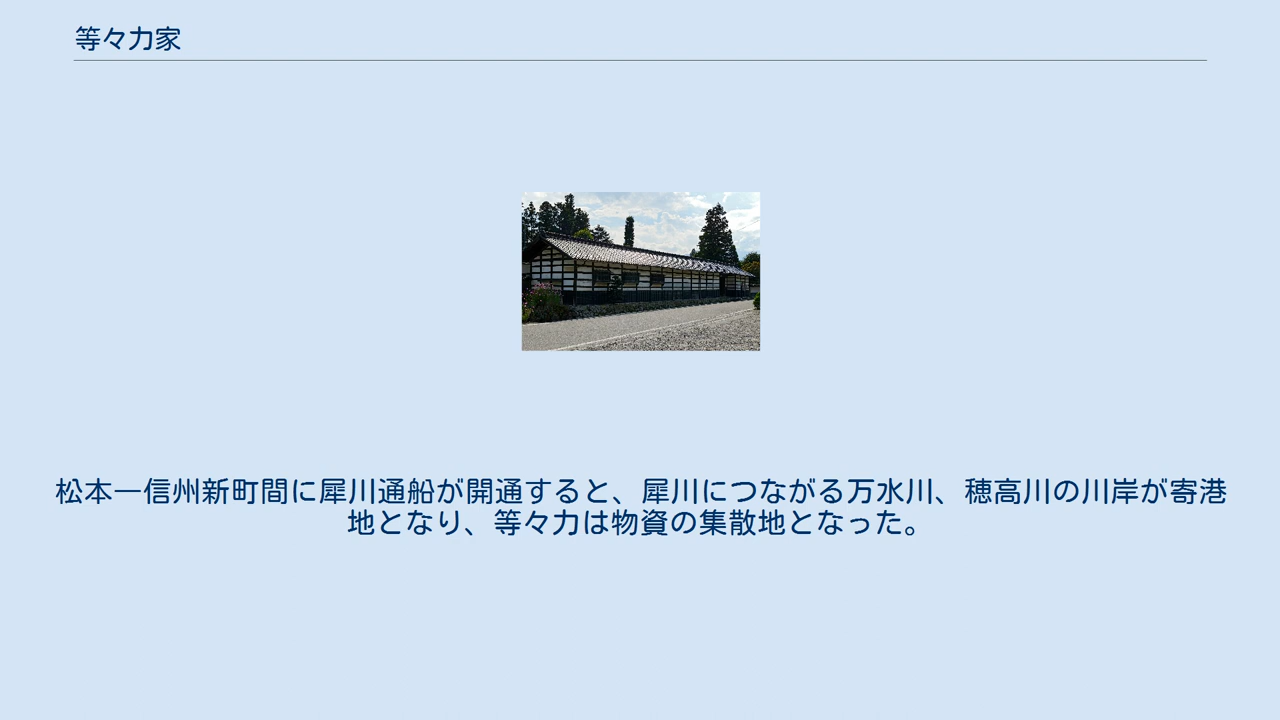 等々力家
松本―信州新町間に犀川通船が開通すると、犀川につながる万水川、穂高川の川岸が寄港
地となり、等々力は物資の集散地となった。